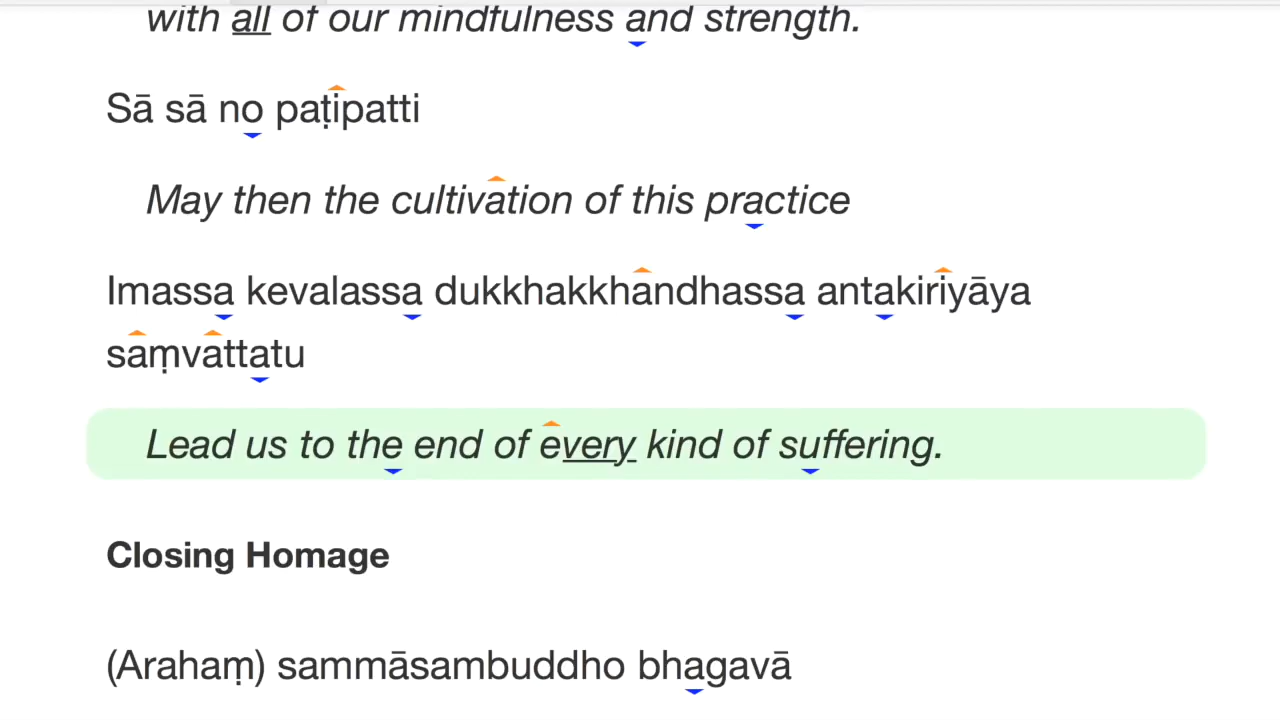 with all of our mindfulness and strength.
Sā sā no paṭipatti
May then the cultivation of this practice
Imassa kevalassa dukkhakkhandhassa antakiriyāya
saṃvattatu
Lead us to the end of every kind of suffering.
Closing Homage
(Arahaṃ) sammāsambuddho bhagavā